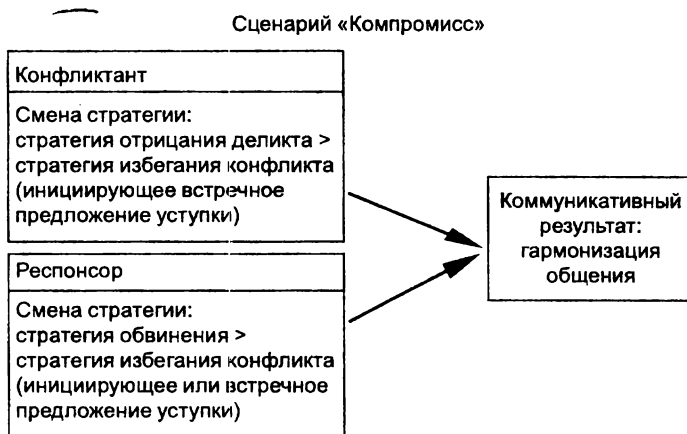 Сценарий «Компромисс»
Конфликтант
Смена стратегии:
стратегия отрицания деликта >
стратегия избегания конфликта
(инициирующее встречное
предложение уступки)
Респонсор
Смена стратегии:
стратегия обвинения >
стратегия избегания конфликта
(инициирующее или встречное
предложение уступки)
Коммуникативный
результат:
гармонизация
общения